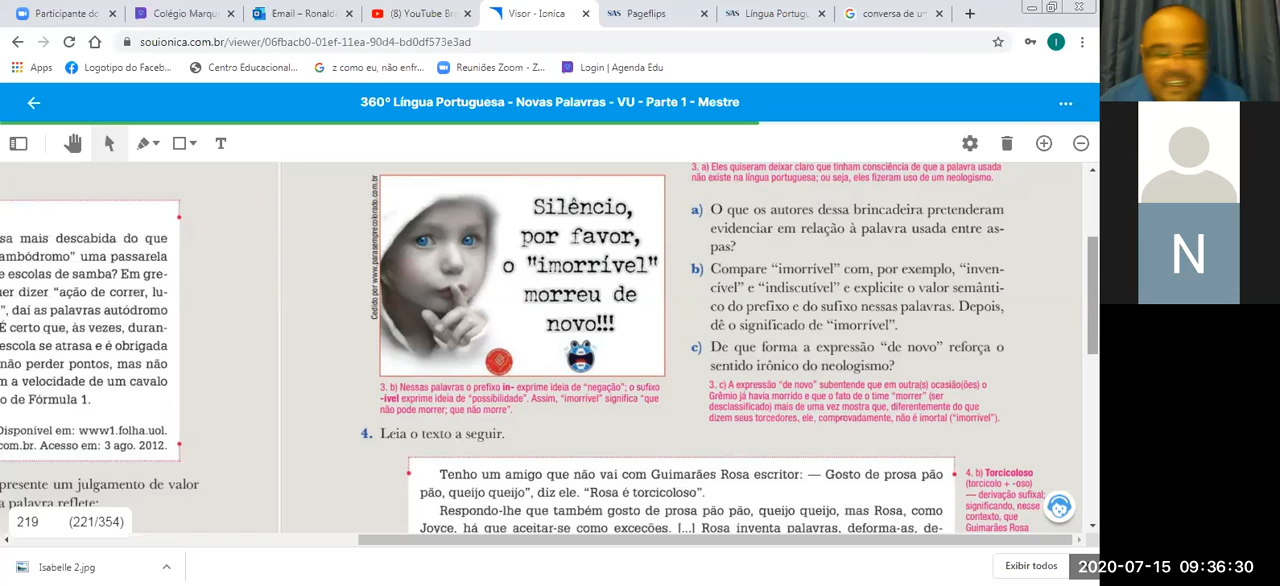 Participante do
Colégio Marqu
Email – Ronald
(8) YouTube Br
Visor - Ionica
SAS Pageflips
SAS Língua Portugu
conversa de u
souionica.com.br/viewer/06fbacb0-01ef-11ea-90d4-bd0df573e3ad
Apps
Logotipo do Faceb...
Centro Educacional...
z como eu, não enfr...
Reuniões Zoom - Z...
Login | Agenda Edu
360º Língua Portuguesa - Novas Palavras - VU - Parte 1 - Mestre
sa mais descabida do que
ambódromo” uma passarela
e escolas de samba? Em gre-
uer dizer “ação de correr, lu-
”, daí as palavras autódromo
É certo que, às vezes, duran-
escola se atrasa e é obrigada
não perder pontos, mas não
m a velocidade de um cavalo
o de Fórmula 1.
Disponível em: www1.folha.uol.
com.br. Acesso em: 3 ago. 2012.
presente um julgamento de valor
a palavra reflete:
219 (221/354)
Cedido por www.parasemprecolorado.com.br
Silêncio,
por favor,
o "imorrível"
morreu de
novo!!!
3. b) Nessas palavras o prefixo in- exprime ideia de “negação”; o sufixo
-ível exprime ideia de “possibilidade”. Assim, “imorrível” significa “que
não pode morrer; que não morre”.
3. a) Eles quiseram deixar claro que tinham consciência de que a palavra usada
não existe na língua portuguesa; ou seja, eles fizeram uso de um neologismo.
a) O que os autores dessa brincadeira pretenderam
evidenciar em relação à palavra usada entre as-
pas?
b) Compare “imorrível” com, por exemplo, “inven-
cível” e “indiscutível” e explicite o valor semânti-
co do prefixo e do sufixo nessas palavras. Depois,
dê o significado de “imorrível”.
c) De que forma a expressão “de novo” reforça o
sentido irônico do neologismo?
3. c) A expressão “de novo” subentende que em outra(s) ocasião(ões) o
Grêmio já havia morrido e que o fato de o time “morrer” (ser
desclassificado) mais de uma vez mostra que, diferentemente do que
dizem seus torcedores, ele, comprovadamente, não é imortal (“imorrível”).
4. Leia o texto a seguir.
Tenho um amigo que não vai com Guimarães Rosa escritor: — Gosto de prosa pão
pão, queijo queijo”, diz ele. “Rosa é torcicoloso”.
Respondo-lhe que também gosto de prosa pão pão, queijo queijo, mas Rosa, como
Joyce, há que aceitar-se como exceções. [...] Rosa inventa palavras, deforma-as, de-
4. b) Torcicoloso
(torcicolo + -oso)
— derivação sufixal;
significando, nesse
contexto, que
Guimarães Rosa
Isabelle 2.jpg
Exibir todos
N
2020-07-15 09:36:30